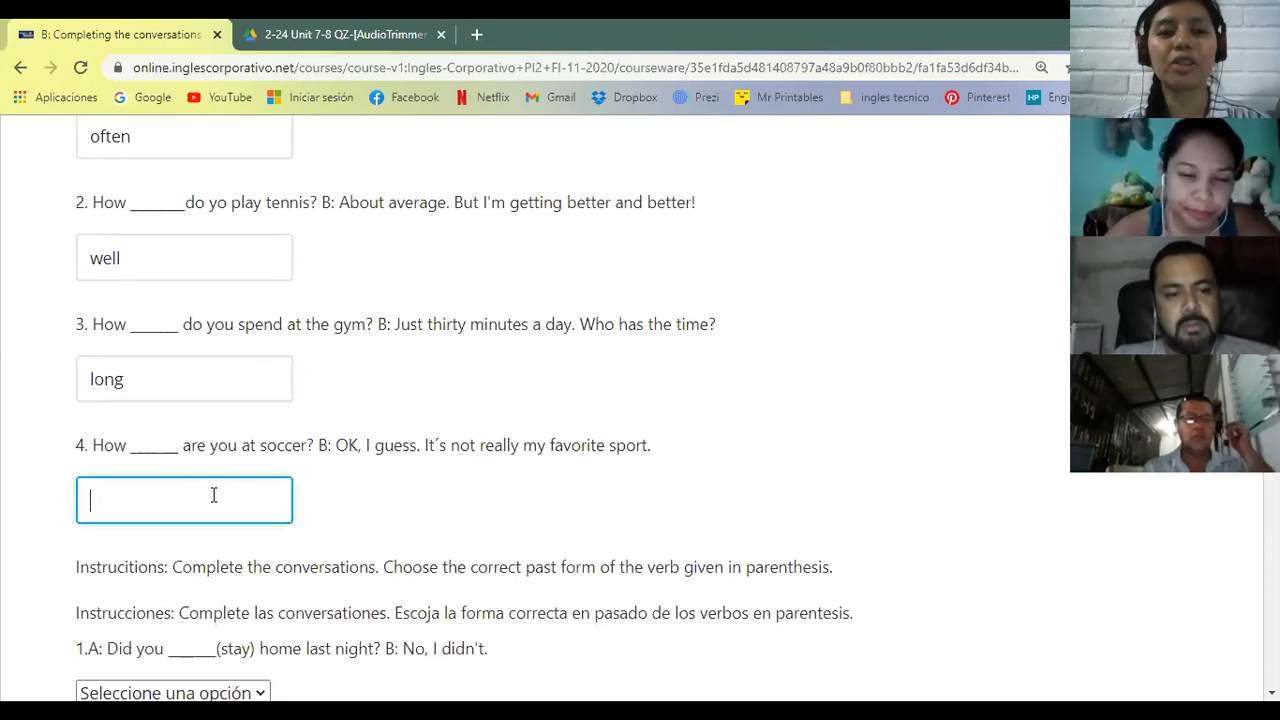 B: Completing the conversations
2-24 Unit 7-8 QZ-[AudioTrimmer
online.inglescorporativo.net/courses/course-v1:Ingles-Corporativo+PI2+FI-11-2020/courseware/35e1fda5d481408797a48a9b0f80bbb2/fa1fa53d6df34b...
Aplicaciones Google YouTube Iniciar sesión Facebook Netflix Gmail Dropbox Prezi Mr Printables ingles tecnico Pinterest HP Eng
often
2. How _______do yo play tennis? B: About average. But I'm getting better and better!
well
3. How ______ do you spend at the gym? B: Just thirty minutes a day. Who has the time?
long
4. How ______ are you at soccer? B: OK, I guess. It´s not really my favorite sport.
Instrucitions: Complete the conversations. Choose the correct past form of the verb given in parenthesis.
Instrucciones: Complete las conversationes. Escoja la forma correcta en pasado de los verbos en parentesis.
1.A: Did you ______(stay) home last night? B: No, I didn't.
Seleccione una opción